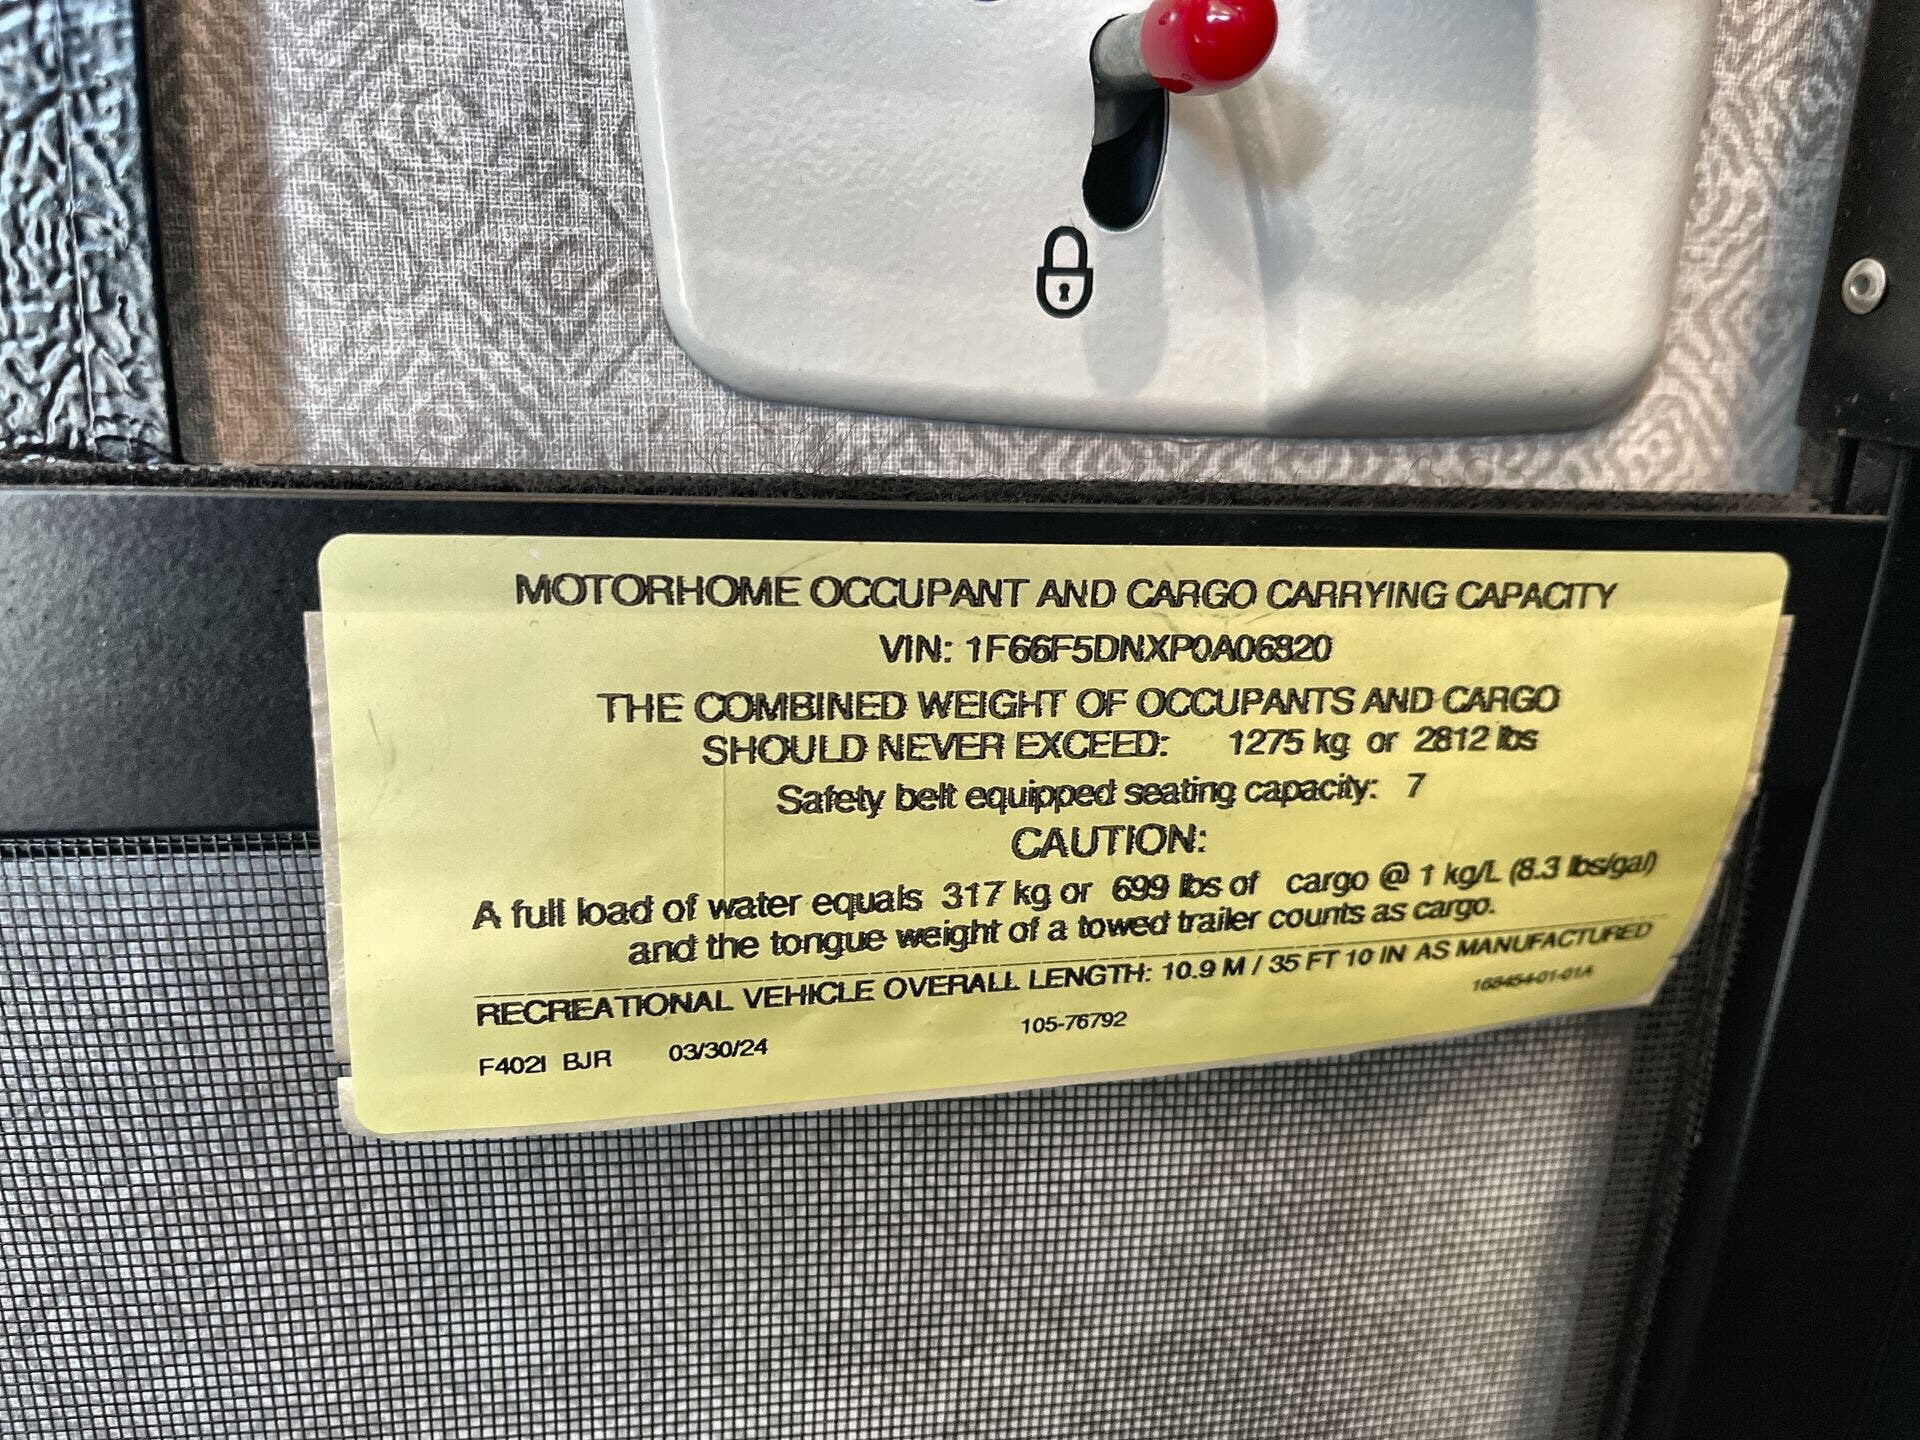 MOTORHOME OCCUPANT AND CARGO CARRYING CAPACITY
VIN: 1F66F5DNXP0A06820
THE COMBINED WEIGHT OF OCCUPANTS AND CARGO
SHOULD NEVER EXCEED: 1275 kg or 2812 lbs
Safety belt equipped seating capacity: 7
CAUTION:
A full load of water equals 317 kg or 699 lbs of cargo @ 1 kg/L (8.3 lbs/gal)
and the tongue weight of a towed trailer counts as cargo.
RECREATIONAL VEHICLE OVERALL LENGTH: 10.9 M / 35 FT 10 IN AS MANUFACTURED
168454-01-01A
F402I BJR 03/30/24 105-76792